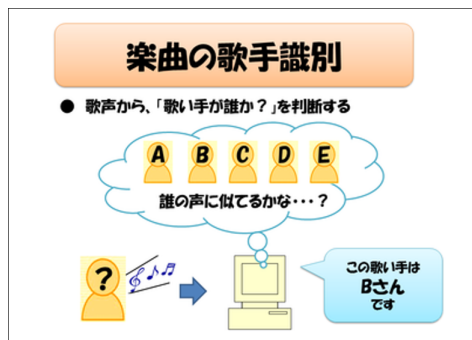 楽曲の歌手識別
● 歌声から、「歌い手が誰か？」を判断する
A B C D E
誰の声に似てるかな・・・？
?
この歌い手は
Bさん
です